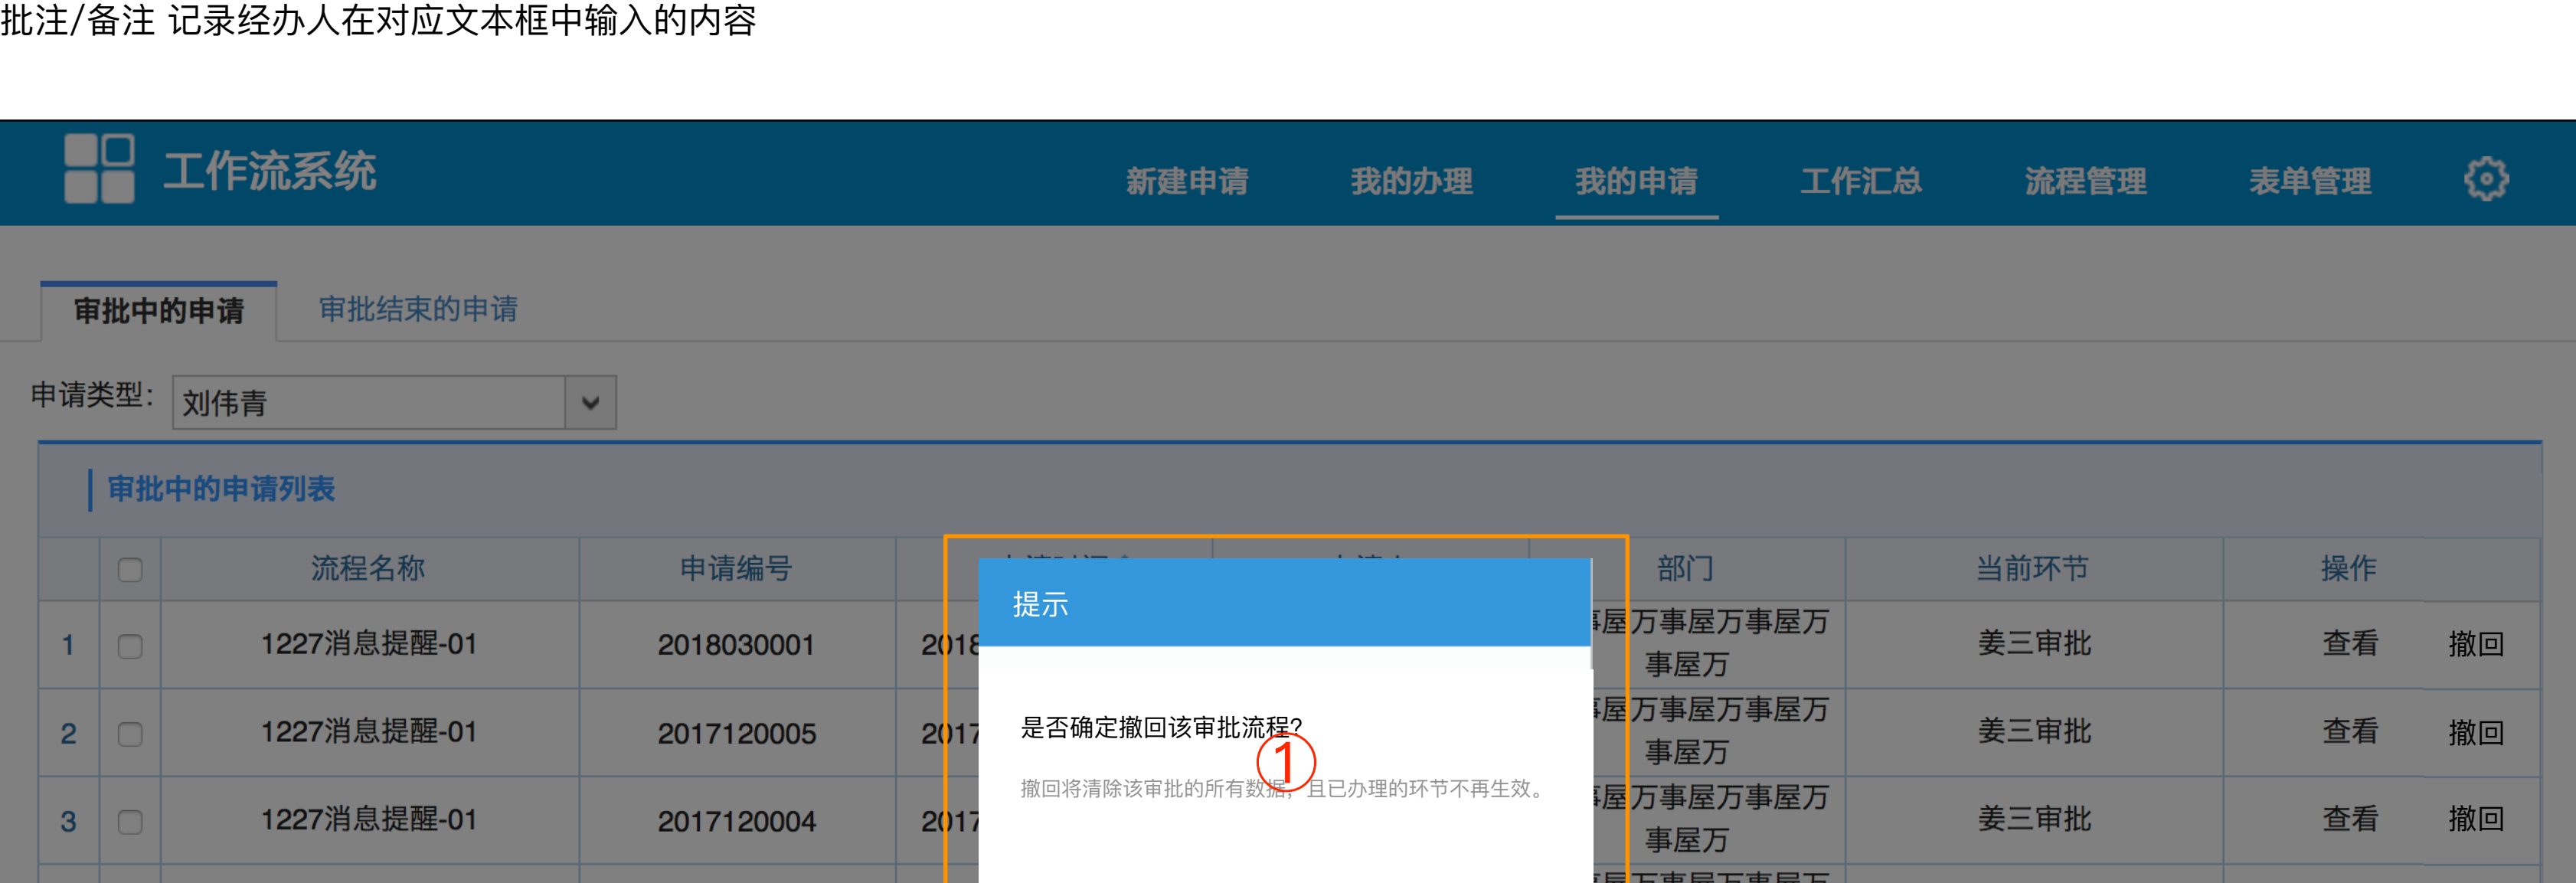 批注/备注 记录经办人在对应文本框中输入的内容
工作流系统
新建申请 我的办理 我的申请 工作汇总 流程管理 表单管理
审批中的申请 审批结束的申请
申请类型: 刘伟青
审批中的申请列表
流程名称 申请编号 部门 当前环节 操作
提示
1 1227消息提醒-01 2018030001 2018 屋万事屋万事屋万
事屋万 姜三审批 查看 撤回
2 1227消息提醒-01 2017120005 2017 屋万事屋万事屋万
事屋万 姜三审批 查看 撤回
是否确定撤回该审批流程?
①
撤回将清除该审批的所有数据，且已办理的环节不再生效。
3 1227消息提醒-01 2017120004 2017 屋万事屋万事屋万
事屋万 姜三审批 查看 撤回